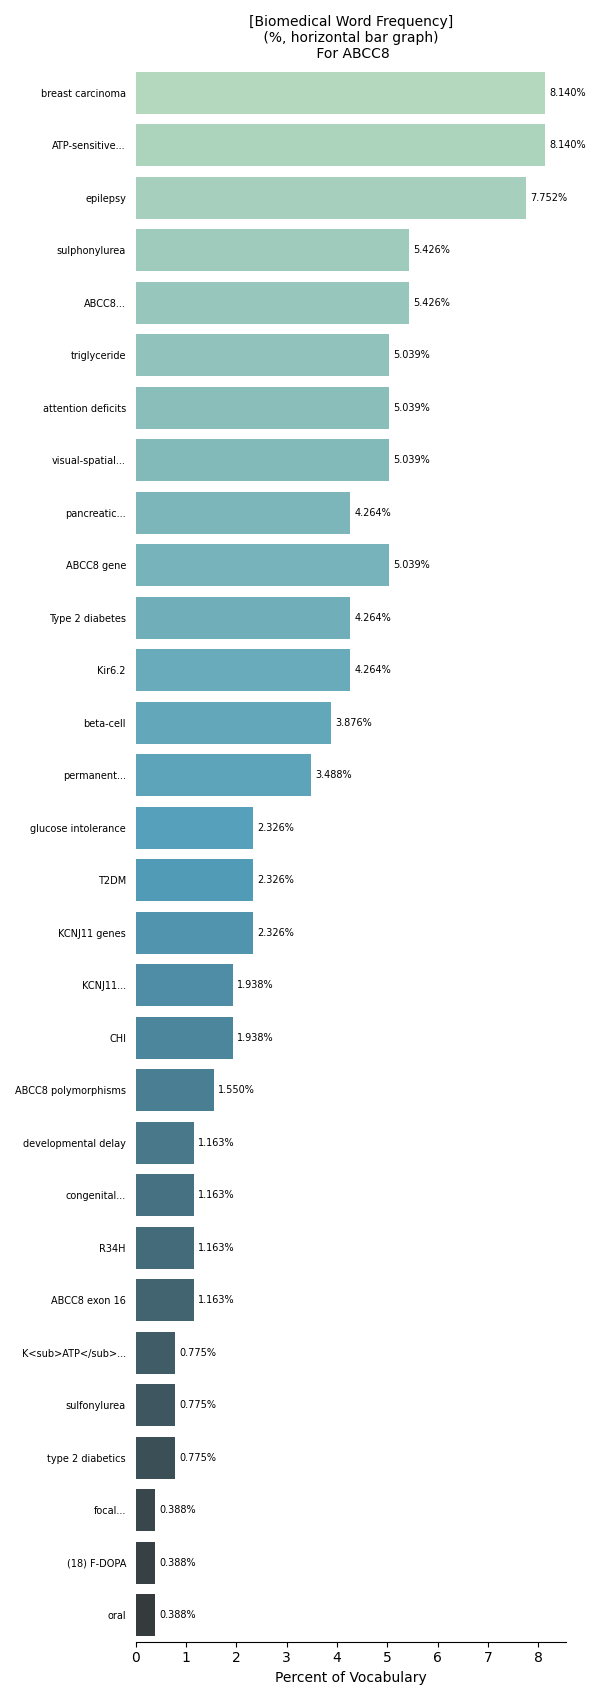 [Biomedical Word Frequency]
(%, horizontal bar graph)
For ABCC8
breast carcinoma 8.140%
ATP-sensitive... 8.140%
epilepsy 7.752%
sulphonylurea 5.426%
ABCC8... 5.426%
triglyceride 5.039%
attention deficits 5.039%
visual-spatial... 5.039%
pancreatic... 4.264%
ABCC8 gene 5.039%
Type 2 diabetes 4.264%
Kir6.2 4.264%
beta-cell 3.876%
permanent... 3.488%
glucose intolerance 2.326%
T2DM 2.326%
KCNJ11 genes 2.326%
KCNJ11... 1.938%
CHI 1.938%
ABCC8 polymorphisms 1.550%
developmental delay 1.163%
congenital... 1.163%
R34H 1.163%
ABCC8 exon 16 1.163%
K<sub>ATP</sub>... 0.775%
sulfonylurea 0.775%
type 2 diabetics 0.775%
focal... 0.388%
(18) F-DOPA 0.388%
oral 0.388%
0 1 2 3 4 5 6 7 8
Percent of Vocabulary